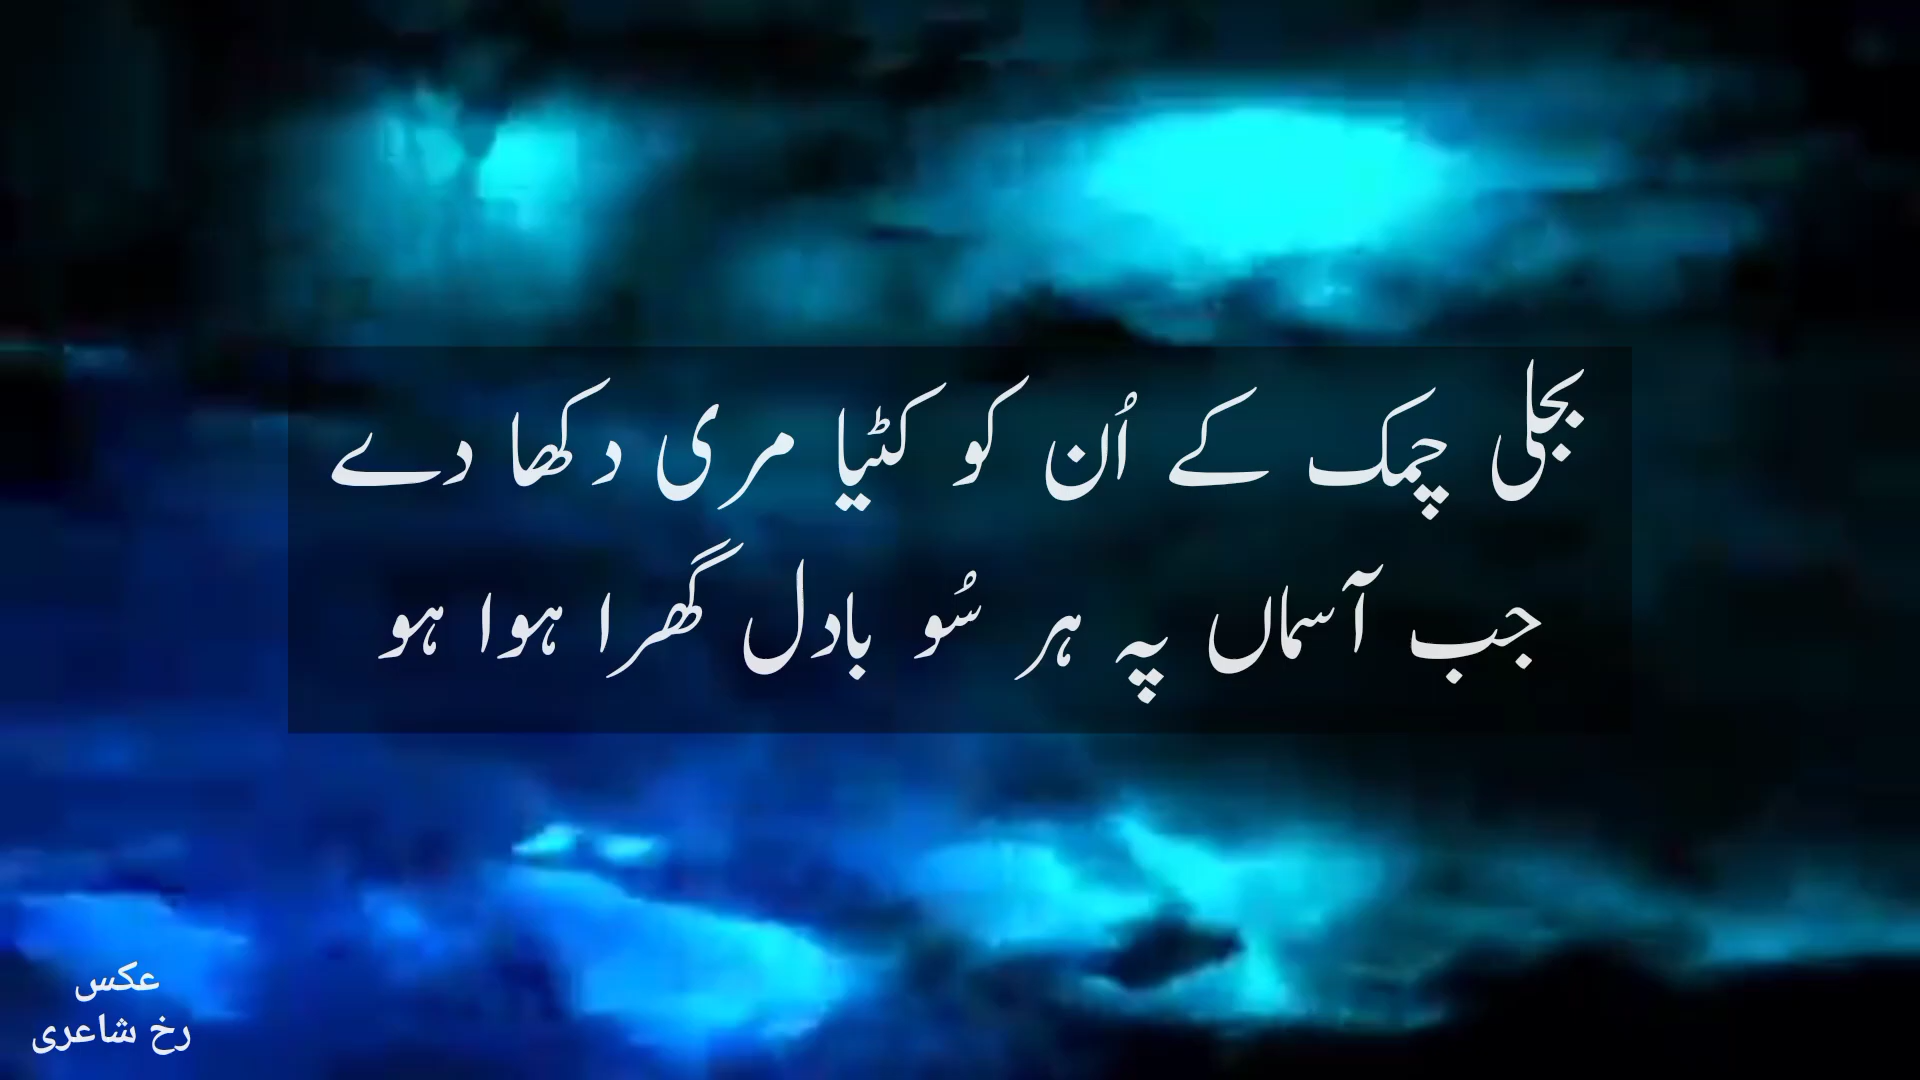 بجلی چمک کے اُن کو کٹیا مری دکھا دے
جب آسماں پہ ہر سُو بادل گھرا ہوا ہو
عکس
رخ شاعری